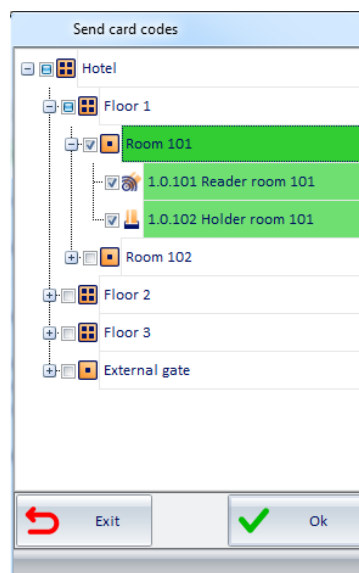 Send card codes
Hotel
Floor 1
Room 101
1.0.101 Reader room 101
1.0.102 Holder room 101
Room 102
Floor 2
Floor 3
External gate
Exit
Ok